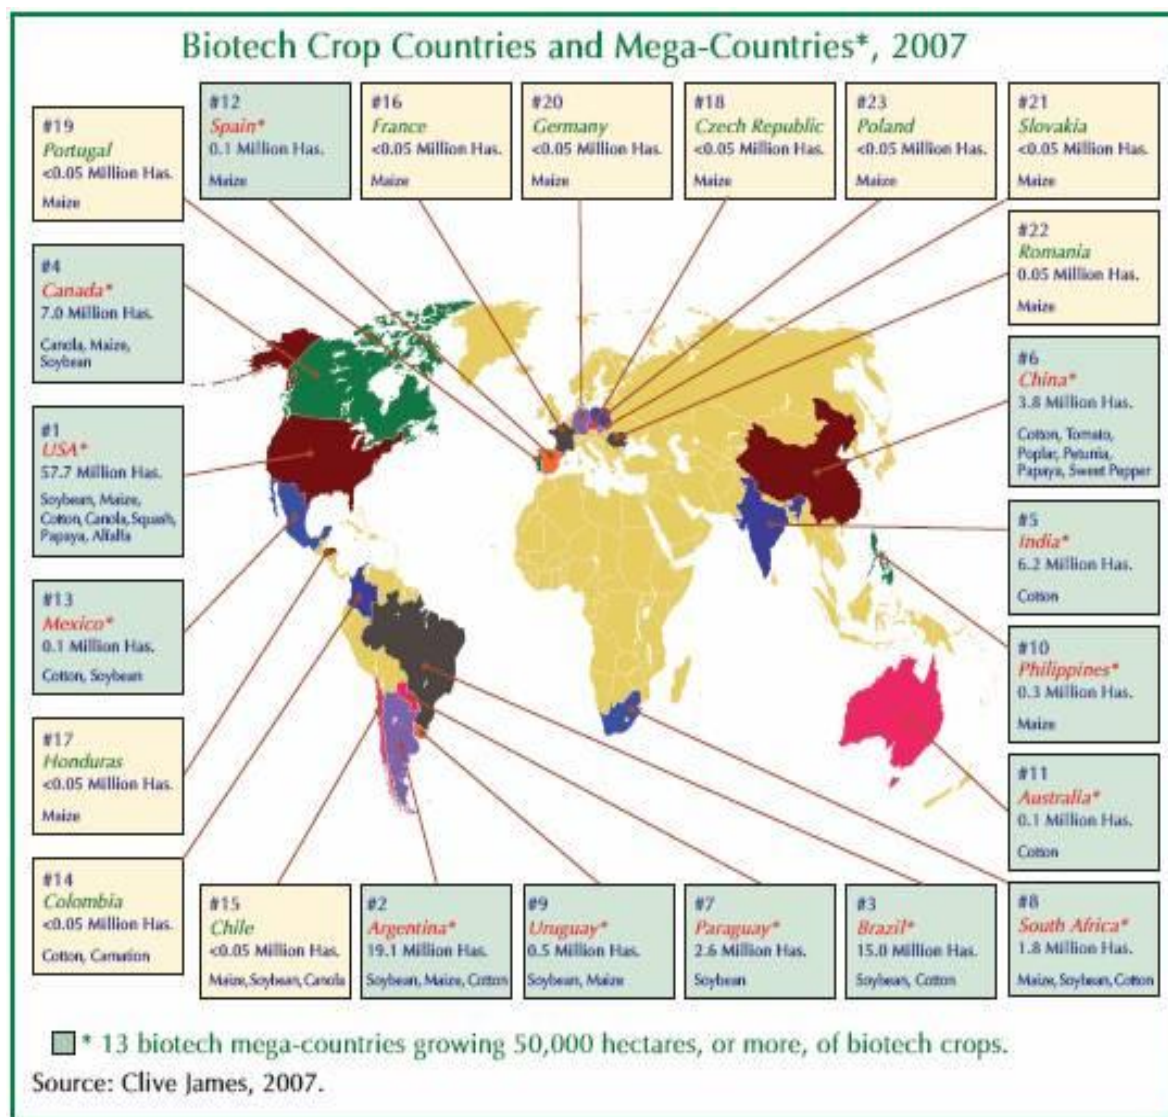 Biotech Crop Countries and Mega-Countries*, 2007
#19
Portugal
<0.05 Million Has.
Maize
#12
Spain*
0.1 Million Has.
Maize
#16
France
<0.05 Million Has.
Maize
#20
Germany
<0.05 Million Has.
Maize
#18
Czech Republic
<0.05 Million Has.
Maize
#23
Poland
<0.05 Million Has.
Maize
#21
Slovakia
<0.05 Million Has.
Maize
#22
Romania
0.05 Million Has.
Maize
#4
Canada*
7.0 Million Has.
Canola, Maize,
Soybean
#6
China*
3.8 Million Has.
Cotton, Tomato,
Poplar, Petunia,
Papaya, Sweet Pepper
#1
USA*
57.7 Million Has.
Soybean, Maize,
Cotton, Canola, Squash,
Papaya, Alfalfa
#5
India*
6.2 Million Has.
Cotton
#13
Mexico*
0.1 Million Has.
Cotton, Soybean
#10
Philippines*
0.3 Million Has.
Maize
#17
Honduras
<0.05 Million Has.
Maize
#11
Australia*
0.1 Million Has.
Cotton
#14
Colombia
<0.05 Million Has.
Cotton, Carnation
#15
Chile
<0.05 Million Has.
Maize, Soybean, Canola
#2
Argentina*
19.1 Million Has.
Soybean, Maize, Cotton
#9
Uruguay*
0.5 Million Has.
Soybean, Maize
#7
Paraguay*
2.6 Million Has.
Soybean
#3
Brazil*
15.0 Million Has.
Soybean, Cotton
#8
South Africa*
1.8 Million Has.
Maize, Soybean, Cotton
* 13 biotech mega-countries growing 50,000 hectares, or more, of biotech crops.
Source: Clive James, 2007.